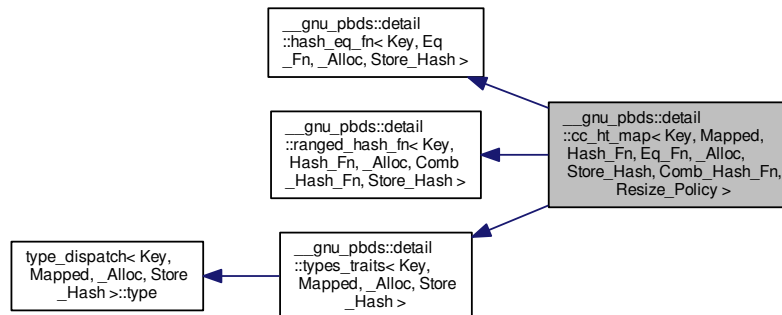 __gnu_pbds::detail
::hash_eq_fn< Key, Eq
_Fn, _Alloc, Store_Hash >
__gnu_pbds::detail
::ranged_hash_fn< Key,
Hash_Fn, _Alloc, Comb
_Hash_Fn, Store_Hash >
__gnu_pbds::detail
::cc_ht_map< Key, Mapped,
Hash_Fn, Eq_Fn, _Alloc,
Store_Hash, Comb_Hash_Fn,
Resize_Policy >
type_dispatch< Key,
Mapped, _Alloc, Store
_Hash >::type
__gnu_pbds::detail
::types_traits< Key,
Mapped, _Alloc, Store
_Hash >